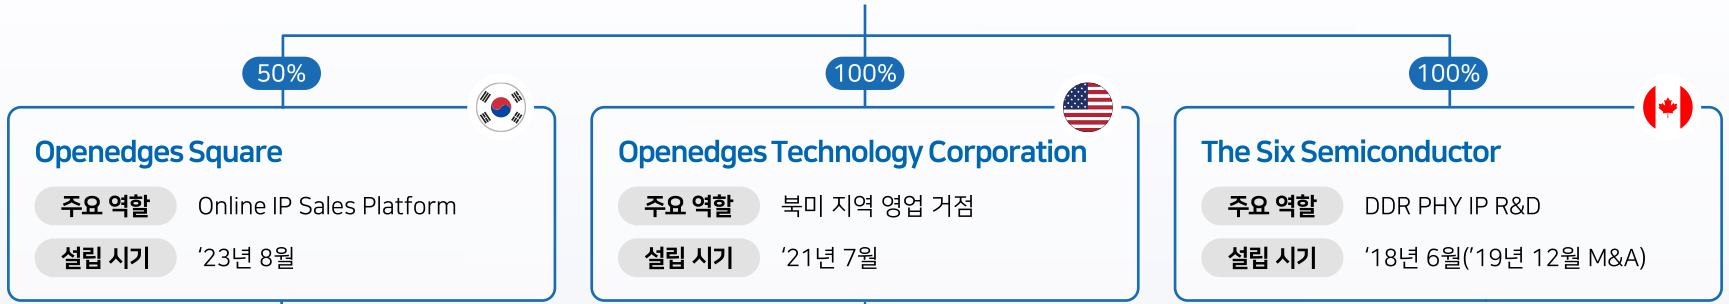 50%
100%
100%
Openedges Square
주요 역할 Online IP Sales Platform
설립 시기 ‘23년 8월
Openedges Technology Corporation
주요 역할 북미 지역 영업 거점
설립 시기 ‘21년 7월
The Six Semiconductor
주요 역할 DDR PHY IP R&D
설립 시기 ‘18년 6월(’19년 12월 M&A)